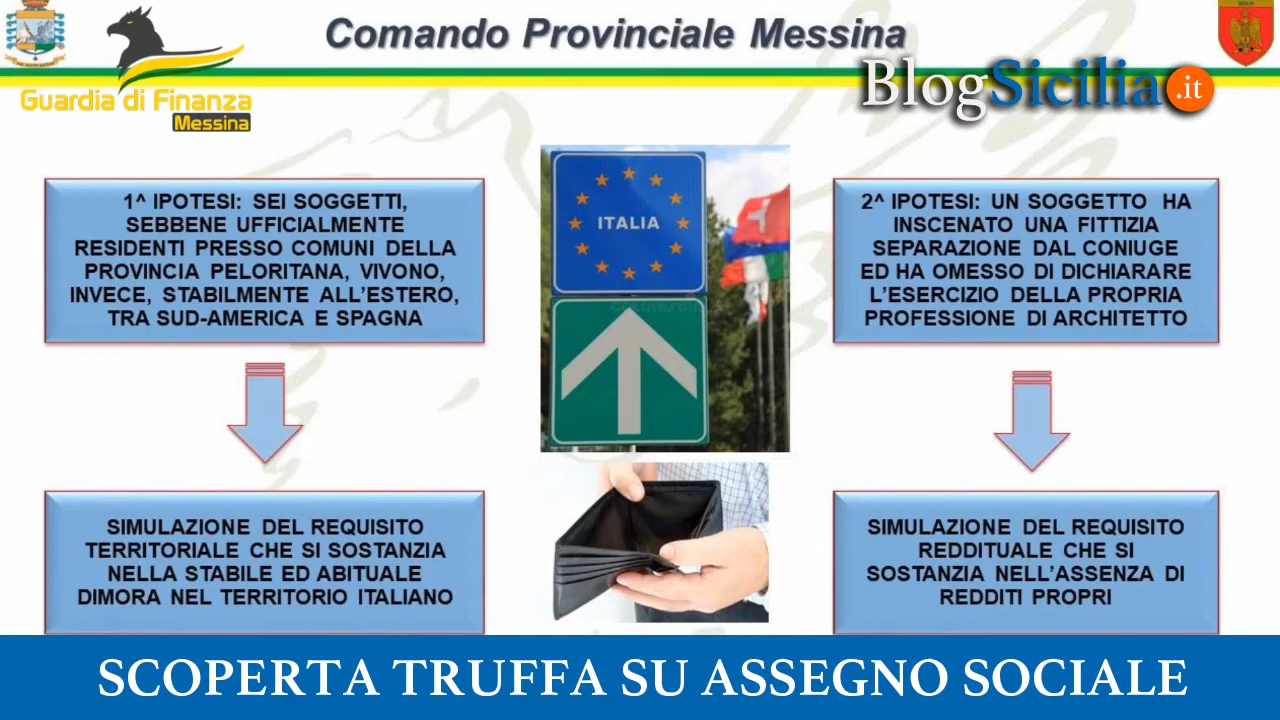 Comando Provinciale Messina
Guardia di Finanza
Messina
BlogSicilia.it
1^ IPOTESI: SEI SOGGETTI,
SEBBENE UFFICIALMENTE
RESIDENTI PRESSO COMUNI DELLA
PROVINCIA PELORITANA, VIVONO,
INVECE, STABILMENTE ALL'ESTERO,
TRA SUD-AMERICA E SPAGNA
ITALIA
2^ IPOTESI: UN SOGGETTO HA
INSCENATO UNA FITTIZIA
SEPARAZIONE DAL CONIUGE
ED HA OMESSO DI DICHIARARE
L'ESERCIZIO DELLA PROPRIA
PROFESSIONE DI ARCHITETTO
SIMULAZIONE DEL REQUISITO
TERRITORIALE CHE SI SOSTANZIA
NELLA STABILE ED ABITUALE
DIMORA NEL TERRITORIO ITALIANO
SIMULAZIONE DEL REQUISITO
REDDITUALE CHE SI
SOSTANZIA NELL'ASSENZA DI
REDDITI PROPRI
SCOPERTA TRUFFA SU ASSEGNO SOCIALE